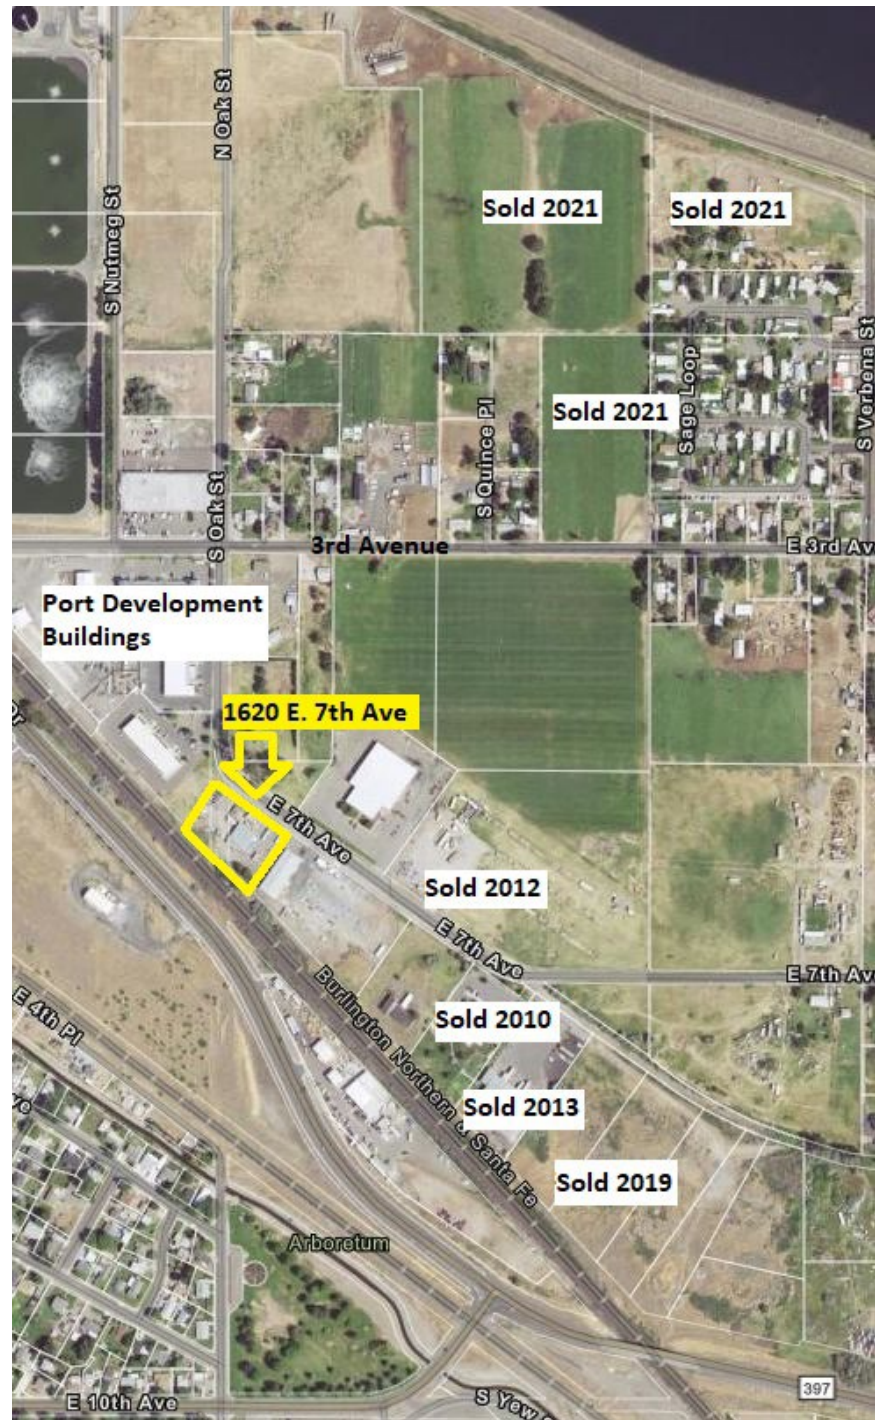 N Oak St
S Nutmeg St
Sold 2021
Sold 2021
S Verbena St
Sage Loop
Sold 2021
S Quince Pl
S Oak St
3rd Avenue
E 3rd Av
Port Development
Buildings
1620 E. 7th Ave
Dr
E 7th Ave
Sold 2012
E 7th Ave
E 7th Av
Burlington Northern & Santa Fe
E 4th Pl
Sold 2010
Sold 2013
ve
Sold 2019
Arboretum
397
E 10th Ave
S Yew